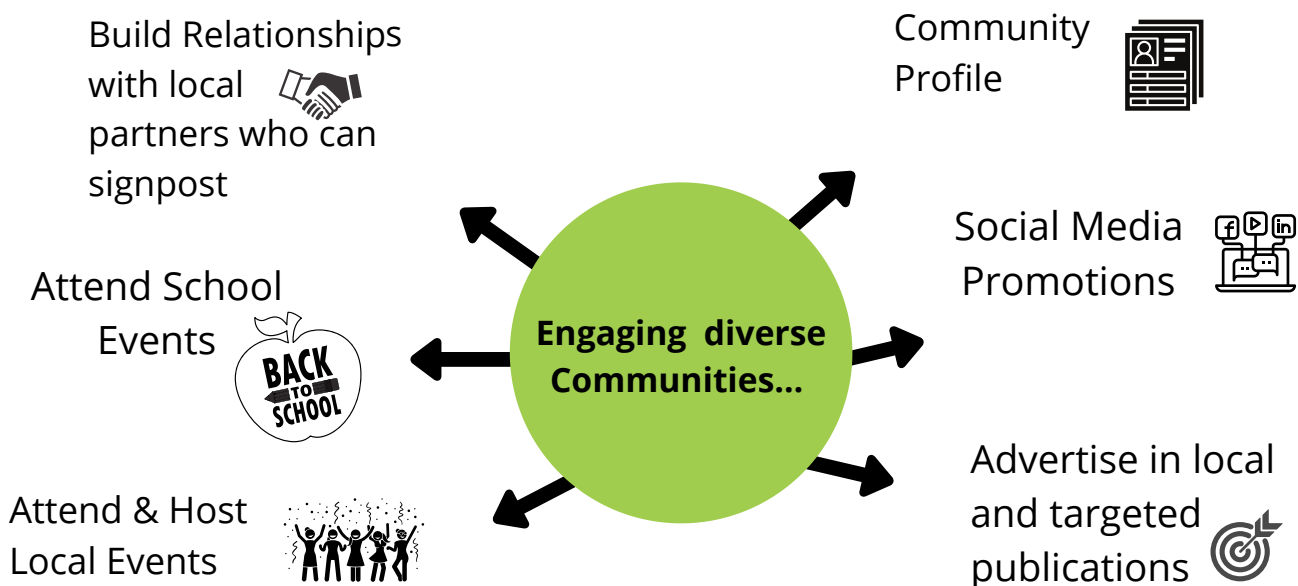 Build Relationships
with local
partners who can
signpost
Attend School
Events
BACK
TO
SCHOOL
Attend & Host
Local Events
Engaging diverse
Communities...
Community
Profile
Social Media
Promotions
f
in
Advertise in local
and targeted
publications